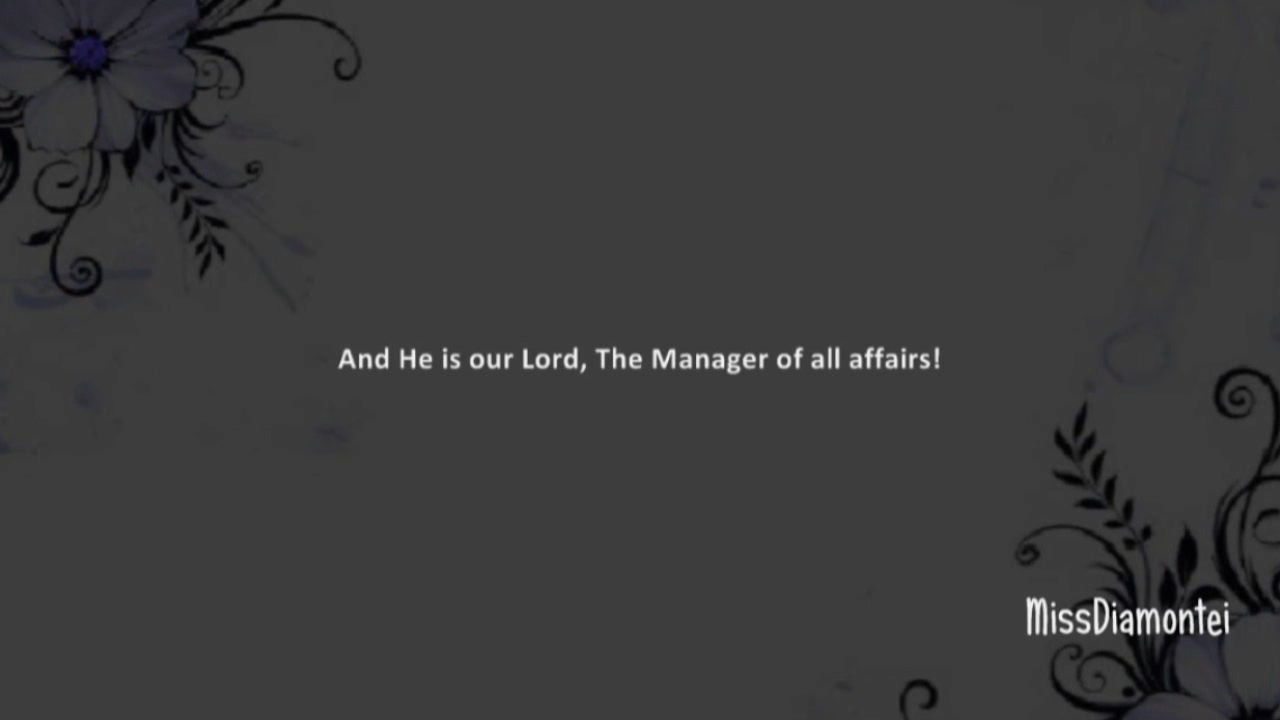 And He is our Lord, The Manager of all affairs!
MissDiamontei